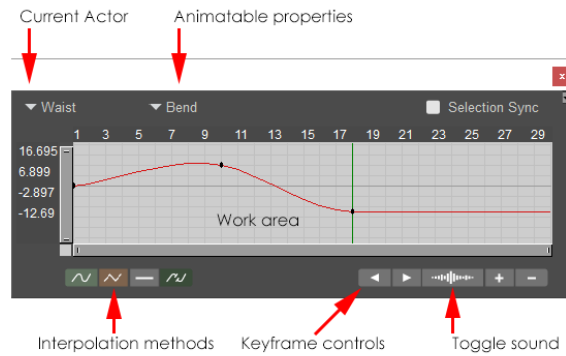 Current Actor
Animatable properties
x
Waist
Bend
Selection Sync
1 3 5 7 9 11 13 15 17 19 21 23 25 27 29
16.695
6.899
-2.897
-12.69
Work area
Interpolation methods
Keyframe controls
Toggle sound